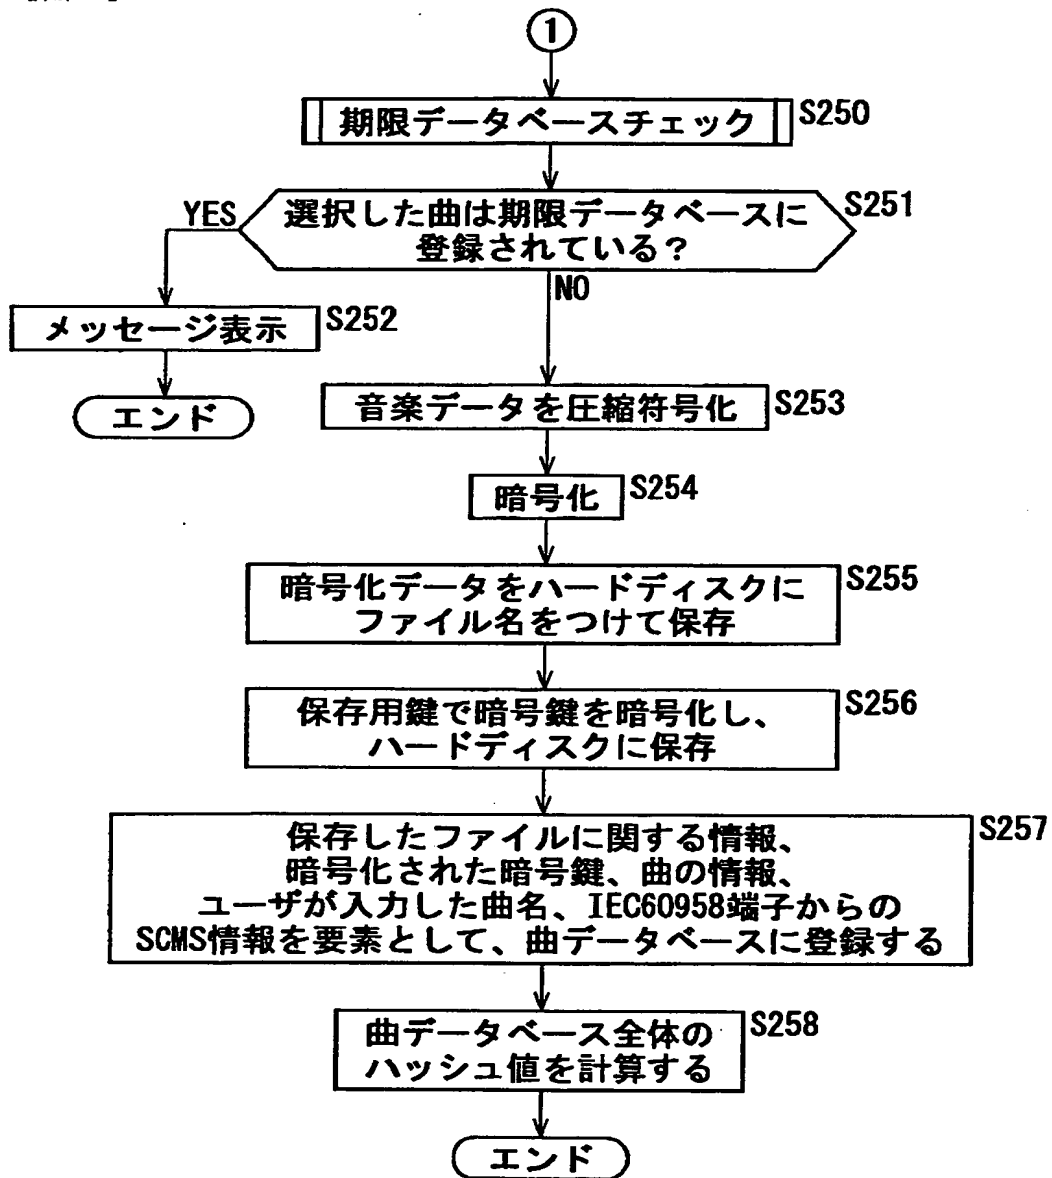 1
期限データベースチェック S250
選択した曲は期限データベースに S251
登録されている?
YES
NO
メッセージ表示 S252
エンド
音楽データを圧縮符号化 S253
暗号化 S254
暗号化データをハードディスクに S255
ファイル名をつけて保存
保存用鍵で暗号鍵を暗号化し、 S256
ハードディスクに保存
保存したファイルに関する情報、 S257
暗号化された暗号鍵、曲の情報、
ユーザが入力した曲名、IEC60958端子からの
SCMS情報を要素として、曲データベースに登録する
曲データベース全体の S258
ハッシュ値を計算する
エンド